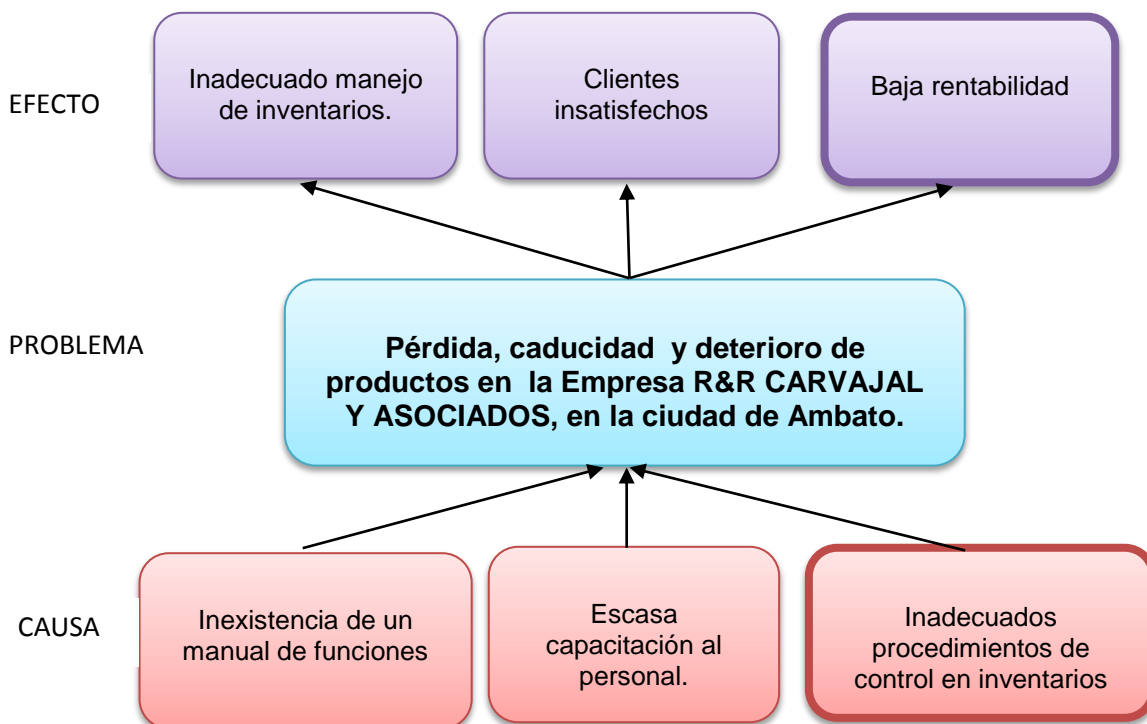 EFECTO
Inadecuado manejo
de inventarios.
Clientes
insatisfechos
Baja rentabilidad
PROBLEMA
Pérdida, caducidad y deterioro de
productos en la Empresa R&R CARVAJAL
Y ASOCIADOS, en la ciudad de Ambato.
CAUSA
Inexistencia de un
manual de funciones
Escasa
capacitación al
personal.
Inadecuados
procedimientos de
control en inventarios